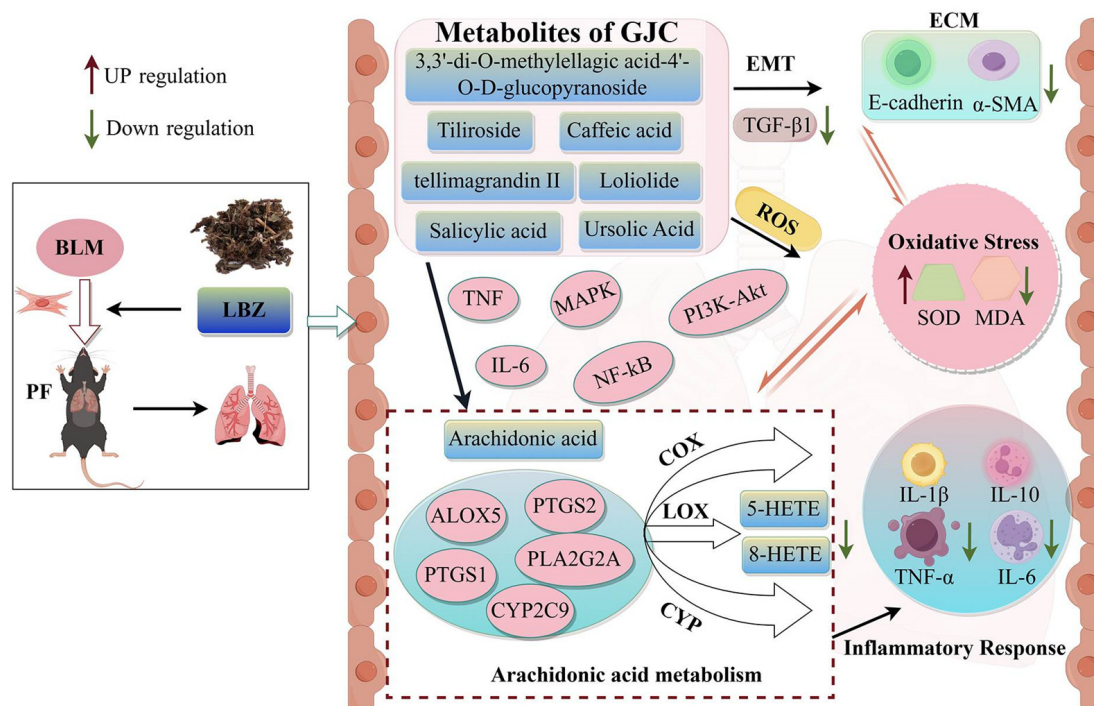 UP regulation
Down regulation
BLM
LBZ
PF
Metabolites of GJC
3,3'-di-O-methylellagic acid-4'-
O-D-glucopyranoside
Tiliroside
Caffeic acid
tellimagrandin II
Loliolide
Salicylic acid
Ursolic Acid
EMT
TGF-β1
ECM
E-cadherin
α-SMA
ROS
Oxidative Stress
SOD
MDA
TNF
MAPK
PI3K-Akt
IL-6
NF-kB
Arachidonic acid
ALOX5
PTGS2
PLA2G2A
PTGS1
CYP2C9
COX
LOX
CYP
5-HETE
8-HETE
Arachidonic acid metabolism
IL-1β
IL-10
TNF-α
IL-6
Inflammatory Response